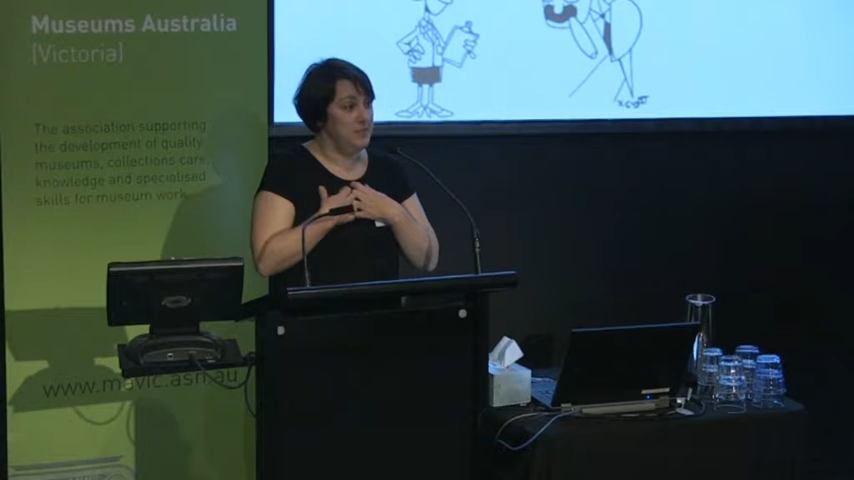 Museums Australia
[Victoria]
The association supporting
the development of quality
museums, collections care,
knowledge and specialised
skills for museum work
www.mavic.asn.au